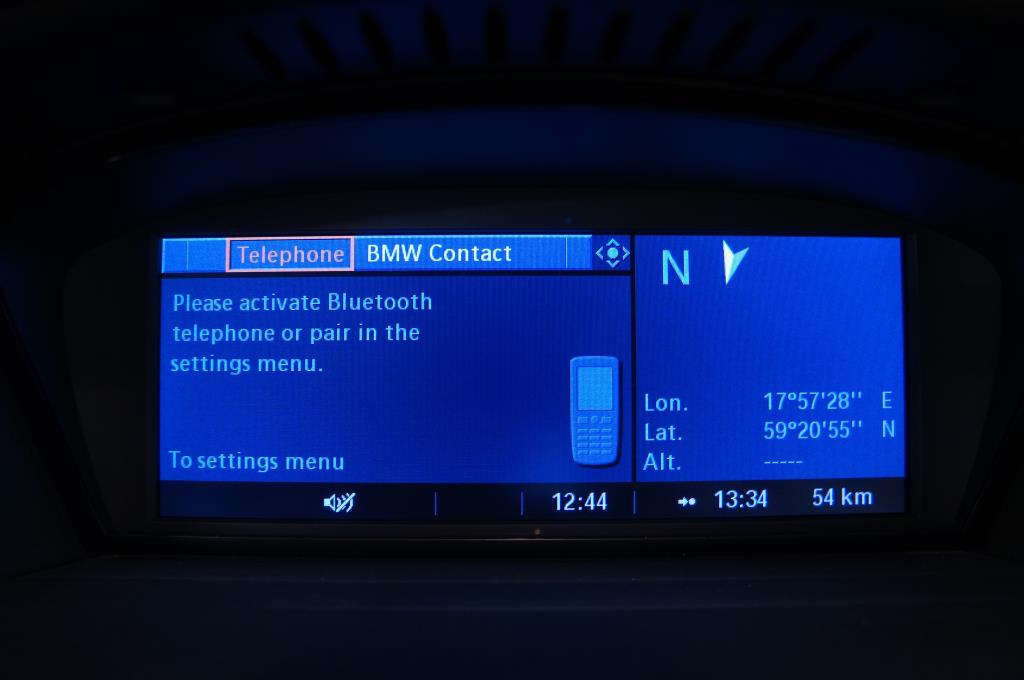 Telephone BMW Contact
Please activate Bluetooth
telephone or pair in the
settings menu.
To settings menu
N
Lon. 17°57'28'' E
Lat. 59°20'55'' N
Alt. -----
12:44 13:34 54 km